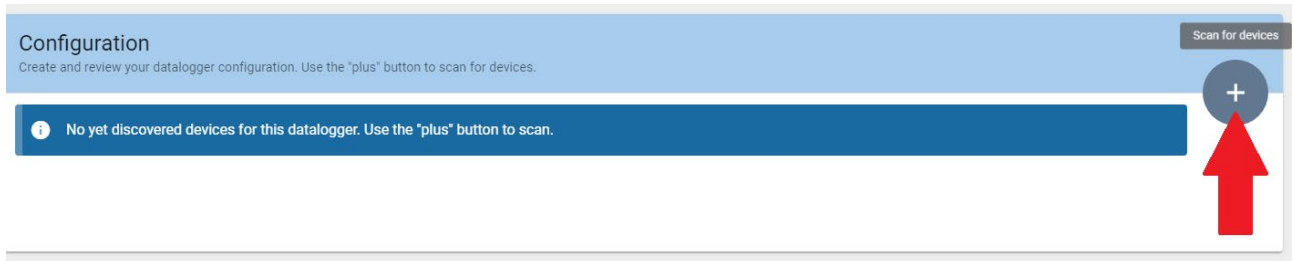 Configuration
Scan for devices
Create and review your datalogger configuration. Use the "plus" button to scan for devices.
No yet discovered devices for this datalogger. Use the "plus" button to scan.